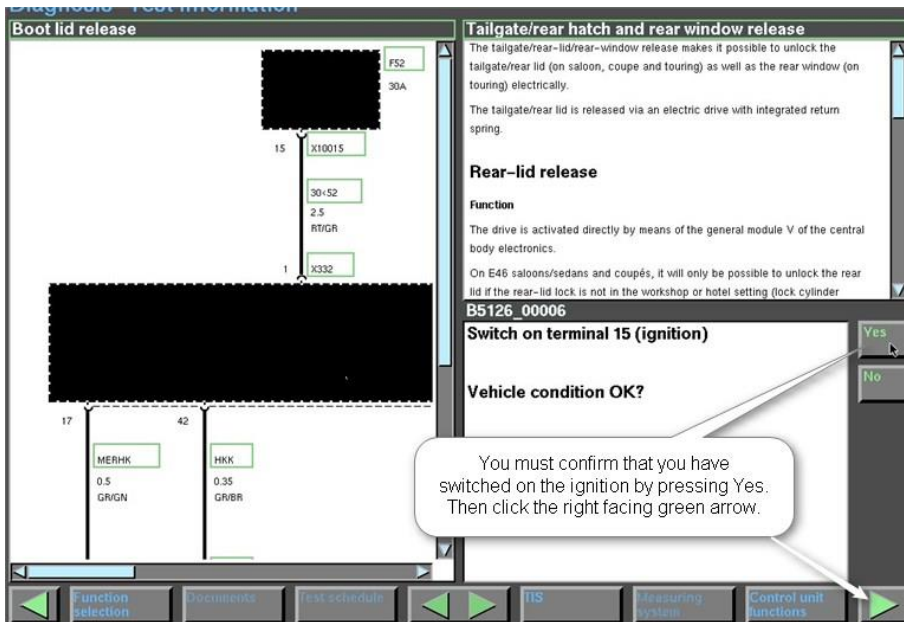 Diagnosis Test information
Boot lid release
F52
30A
15
X10015
30<52
2.5
RT/GR
1
X332
17
42
MERHK
HKK
0.5
0.35
GR/GN
GR/BR
Tailgate/rear hatch and rear window release
The tailgate/rear-lid/rear-window release makes it possible to unlock the
tailgate/rear lid (on saloon, coupe and touring) as well as the rear window (on
touring) electrically.
The tailgate/rear lid is released via an electric drive with integrated return
spring.
Rear-lid release
Function
The drive is activated directly by means of the general module V of the central
body electronics.
On E46 saloons/sedans and coupés, it will only be possible to unlock the rear
lid if the rear-lid lock is not in the workshop or hotel setting (lock cylinder
B5126_00006
Switch on terminal 15 (ignition)
Vehicle condition OK?
Yes
No
You must confirm that you have
switched on the ignition by pressing Yes.
Then click the right facing green arrow.
Function
selection
Documents
Test schedule
TIS
Measuring
system
Control unit
functions